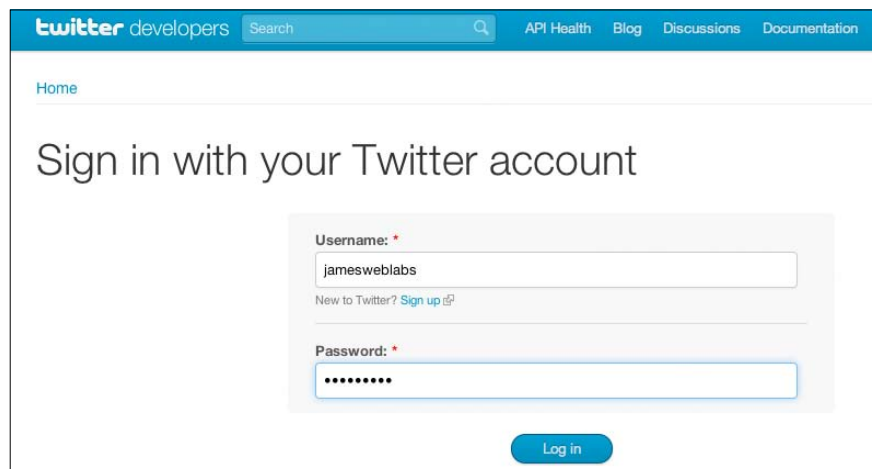 twitter developers Search API Health Blog Discussions Documentation
Home
Sign in with your Twitter account
Username: *
jamesweblabs
New to Twitter? Sign up
Password: *
•••••••••
Log in